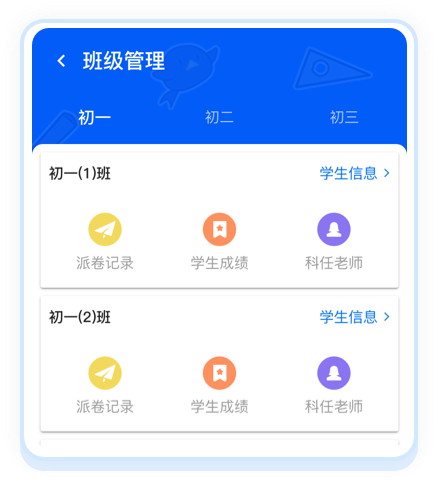 班级管理
初一 初二 初三
初一(1)班 学生信息
派卷记录 学生成绩 科任老师
初一(2)班 学生信息
派卷记录 学生成绩 科任老师